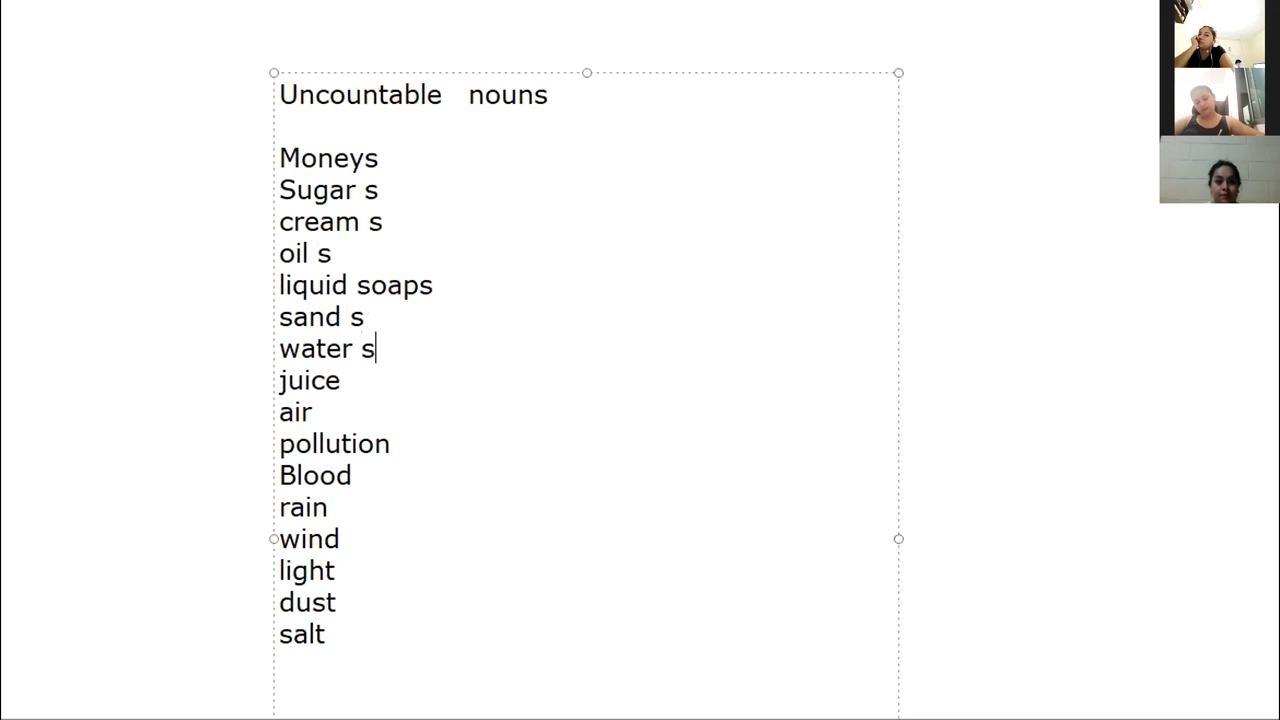 Uncountable nouns
Moneys
Sugar s
cream s
oil s
liquid soaps
sand s
water s
juice
air
pollution
Blood
rain
wind
light
dust
salt